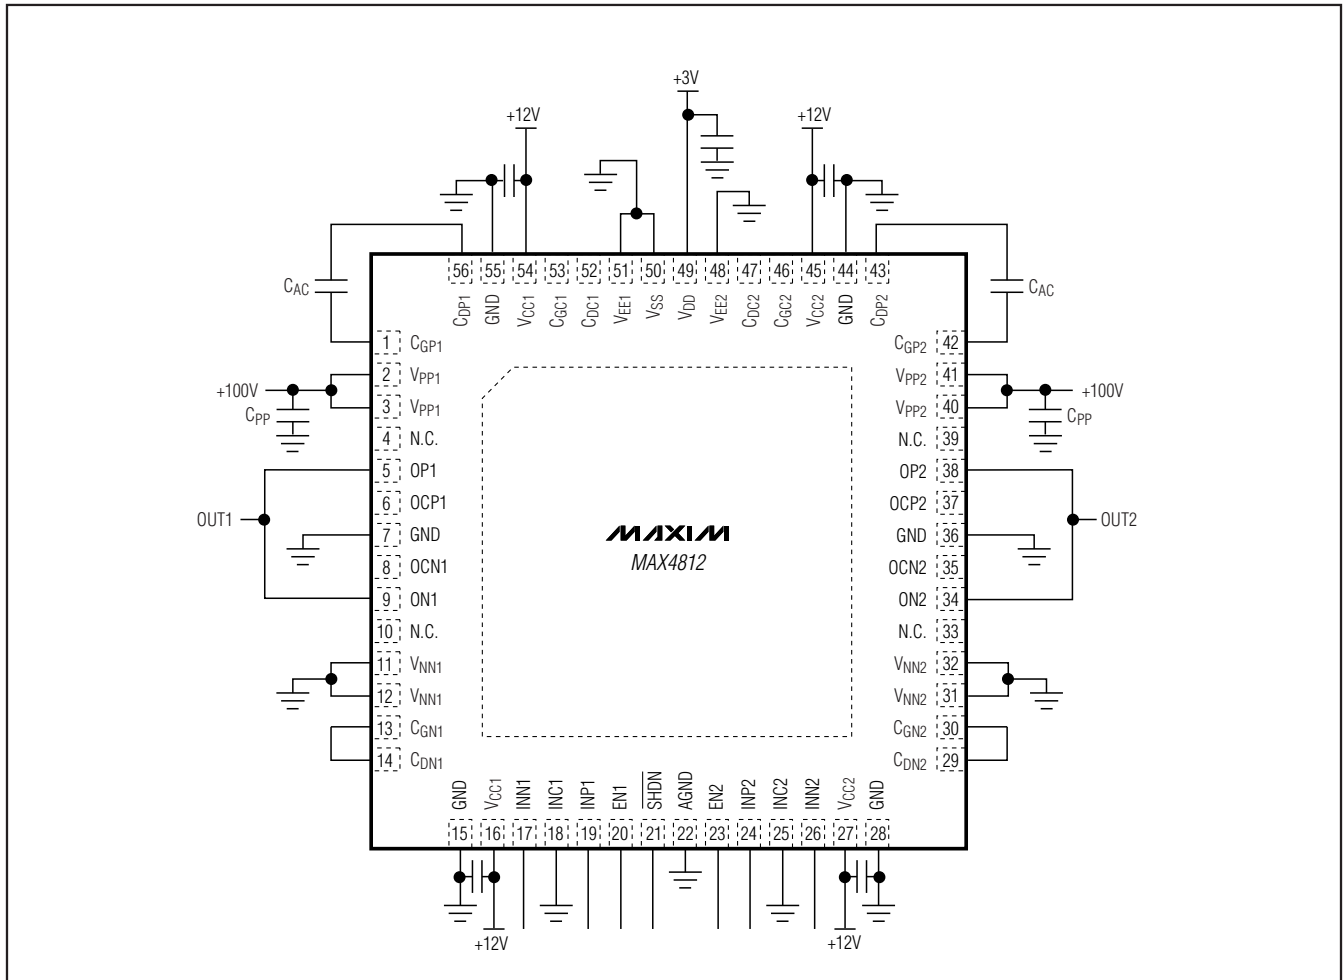 +3V
+12V
+12V
56 55 54 53 52 51 50 49 48 47 46 45 44 43
CDP1 GND VCC1 CGC1 CDC1 VEE1 VSS VDD VEE2 CDC2 CGC2 VCC2 GND CDP2
CAC
CAC
1 CGP1
CGP2 42
2 VPP1
VPP2 41
+100V
+100V
3 VPP1
VPP2 40
CPP
CPP
4 N.C.
N.C. 39
5 OP1
OP2 38
6 OCP1
OCP2 37
OUT1
OUT2
7 GND
GND 36
MAXIM
MAX4812
8 OCN1
OCN2 35
9 ON1
ON2 34
10 N.C.
N.C. 33
11 VNN1
VNN2 32
12 VNN1
VNN2 31
13 CGN1
CGN2 30
14 CDN1
CDN2 29
GND VCC1 INN1 INC1 INP1 EN1 SHDN AGND EN2 INP2 INC2 INN2 VCC2 GND
15 16 17 18 19 20 21 22 23 24 25 26 27 28
+12V
+12V